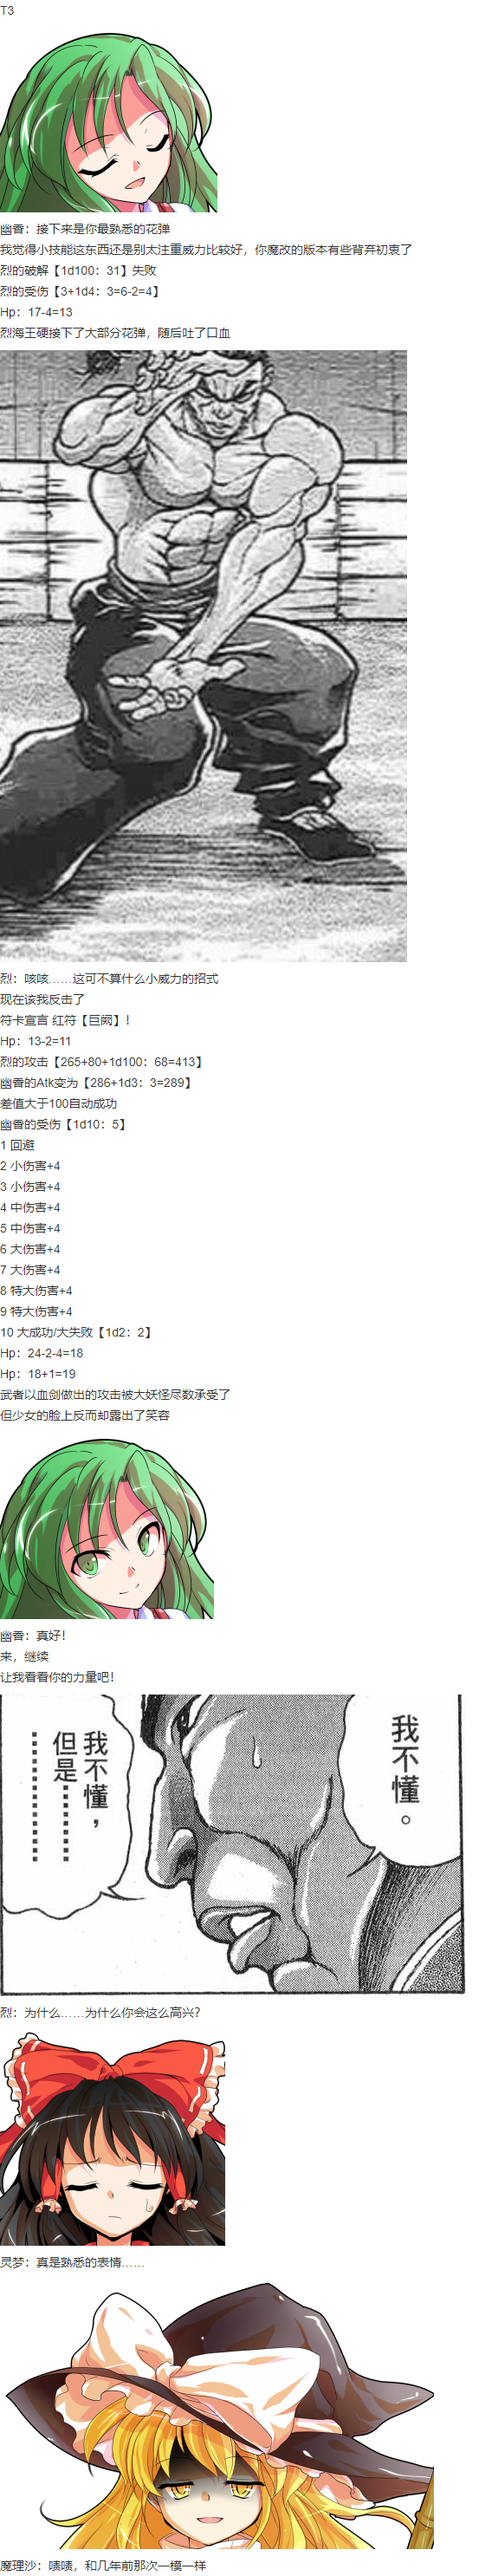 T3
幽香：接下来是你最熟悉的花弹
我觉得小技能这东西还是别太注重威力比较好，你魔改的版本有些背弃初衷了
烈的破解【1d100：31】失败
烈的受伤【3+1d4：3=6-2=4】
Hp：17-4=13
烈海王硬接下了大部分花弹，随后吐了口血
烈：咳咳……这可不算什么小威力的招式
现在该我反击了
符卡宣言 红符【巨阙】！
Hp：13-2=11
烈的攻击【265+80+1d100：68=413】
幽香的Atk变为【286+1d3：3=289】
差值大于100自动成功
幽香的受伤【1d10：5】
1 回避
2 小伤害+4
3 小伤害+4
4 中伤害+4
5 中伤害+4
6 大伤害+4
7 大伤害+4
8 特大伤害+4
9 特大伤害+4
10 大成功/大失败【1d2：2】
Hp：24-2-4=18
Hp：18+1=19
武者以血剑做出的攻击被大妖怪尽数承受了
但少女的脸上反而却露出了笑容
幽香：真好！
来，继续
让我看看你的力量吧！
我不懂。
我不懂，
但是…………
烈：为什么……为什么你会这么高兴？
灵梦：真是熟悉的表情……
魔理沙：啧啧，和几年前那次一模一样